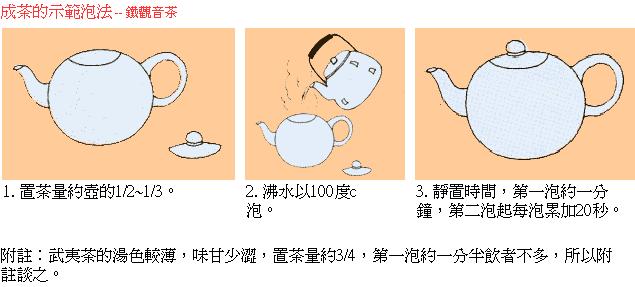 成茶的示範泡法 -- 鐵觀音茶
1. 置茶量約壺的1/2~1/3。
2. 沸水以100度c
泡。
3. 靜置時間，第一泡約一分
鐘，第二泡起每泡累加20秒。
附註：武夷茶的湯色較薄，味甘少澀，置茶量約3/4，第一泡約一分半飲者不多，所以附
註談之。